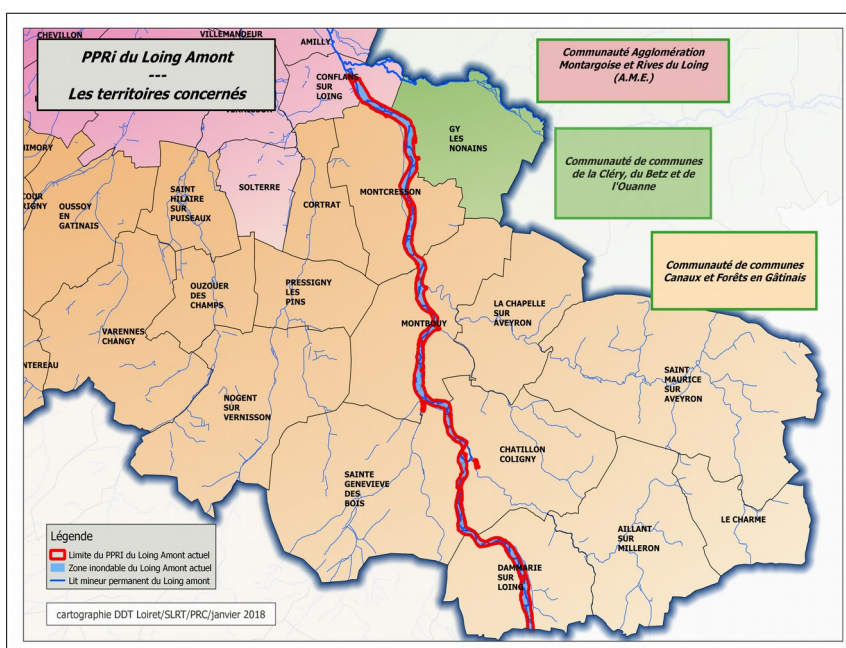 CHEVILLON
VILLEMANDEUR
AMILLY
PPRi du Loing Amont
---
Les territoires concernés
CONFLANS
SUR
LOING
Communauté Agglomération
Montargoise et Rives du Loing
(A.M.E.)
GY
LES
NONAINS
Communauté de communes
de la Cléry, du Betz et de
l'Ouanne
SOLTERRE
SAINT
HILAIRE
SUR
PUISEAUX
OUSSOY
EN
GATINAIS
CORTRAT
MONTCRESSON
Communauté de communes
Canaux et Forêts en Gâtinais
OUZOUER
DES
CHAMPS
PRESSIGNY
LES
PINS
LA CHAPELLE
SUR
AVEYRON
VARENNES
CHANGY
MONTBOUY
NTEREAU
SAINT
MAURICE
SUR
AVEYRON
NOGENT
SUR
VERNISSON
CHATILLON
COLIGNY
SAINTE
GENEVIEVE
DES
BOIS
LE CHARME
AILLANT
SUR
MILLERON
DAMMARIE
SUR
LOING
Légende
Limite du PPRI du Loing Amont actuel
Zone inondable du Loing Amont actuel
Lit mineur permanent du Loing amont
cartographie DDT Loiret/SLRT/PRC/janvier 2018